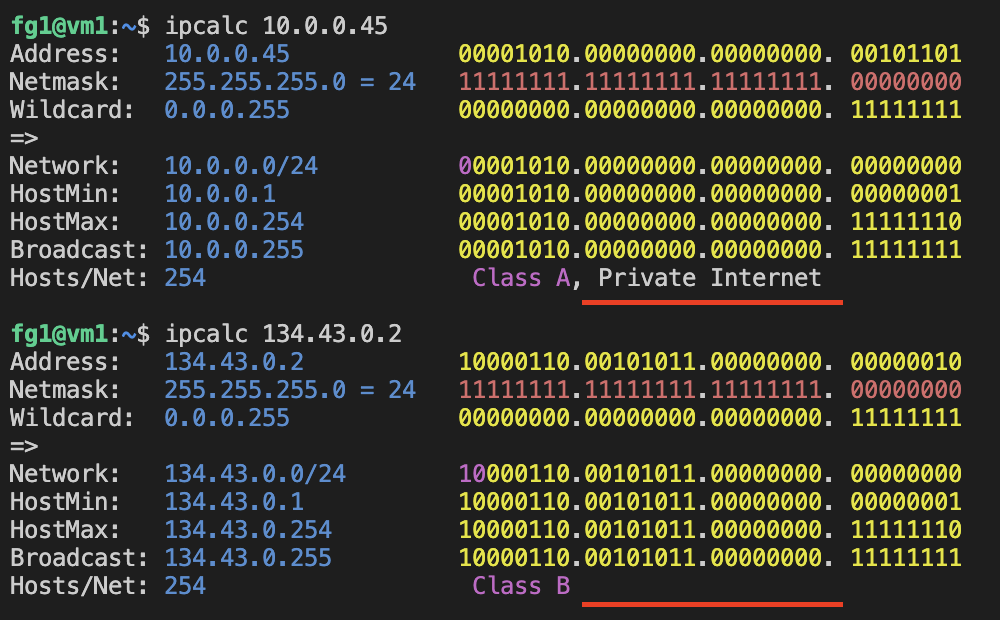 fg1@vm1:~$ ipcalc 10.0.0.45
Address: 10.0.0.45 00001010.00000000.00000000. 00101101
Netmask: 255.255.255.0 = 24 11111111.11111111.11111111. 00000000
Wildcard: 0.0.0.255 00000000.00000000.00000000. 11111111
=>
Network: 10.0.0.0/24 00001010.00000000.00000000. 00000000
HostMin: 10.0.0.1 00001010.00000000.00000000. 00000001
HostMax: 10.0.0.254 00001010.00000000.00000000. 11111110
Broadcast: 10.0.0.255 00001010.00000000.00000000. 11111111
Hosts/Net: 254 Class A, Private Internet
fg1@vm1:~$ ipcalc 134.43.0.2
Address: 134.43.0.2 10000110.00101011.00000000. 00000010
Netmask: 255.255.255.0 = 24 11111111.11111111.11111111. 00000000
Wildcard: 0.0.0.255 00000000.00000000.00000000. 11111111
=>
Network: 134.43.0.0/24 10000110.00101011.00000000. 00000000
HostMin: 134.43.0.1 10000110.00101011.00000000. 00000001
HostMax: 134.43.0.254 10000110.00101011.00000000. 11111110
Broadcast: 134.43.0.255 10000110.00101011.00000000. 11111111
Hosts/Net: 254 Class B